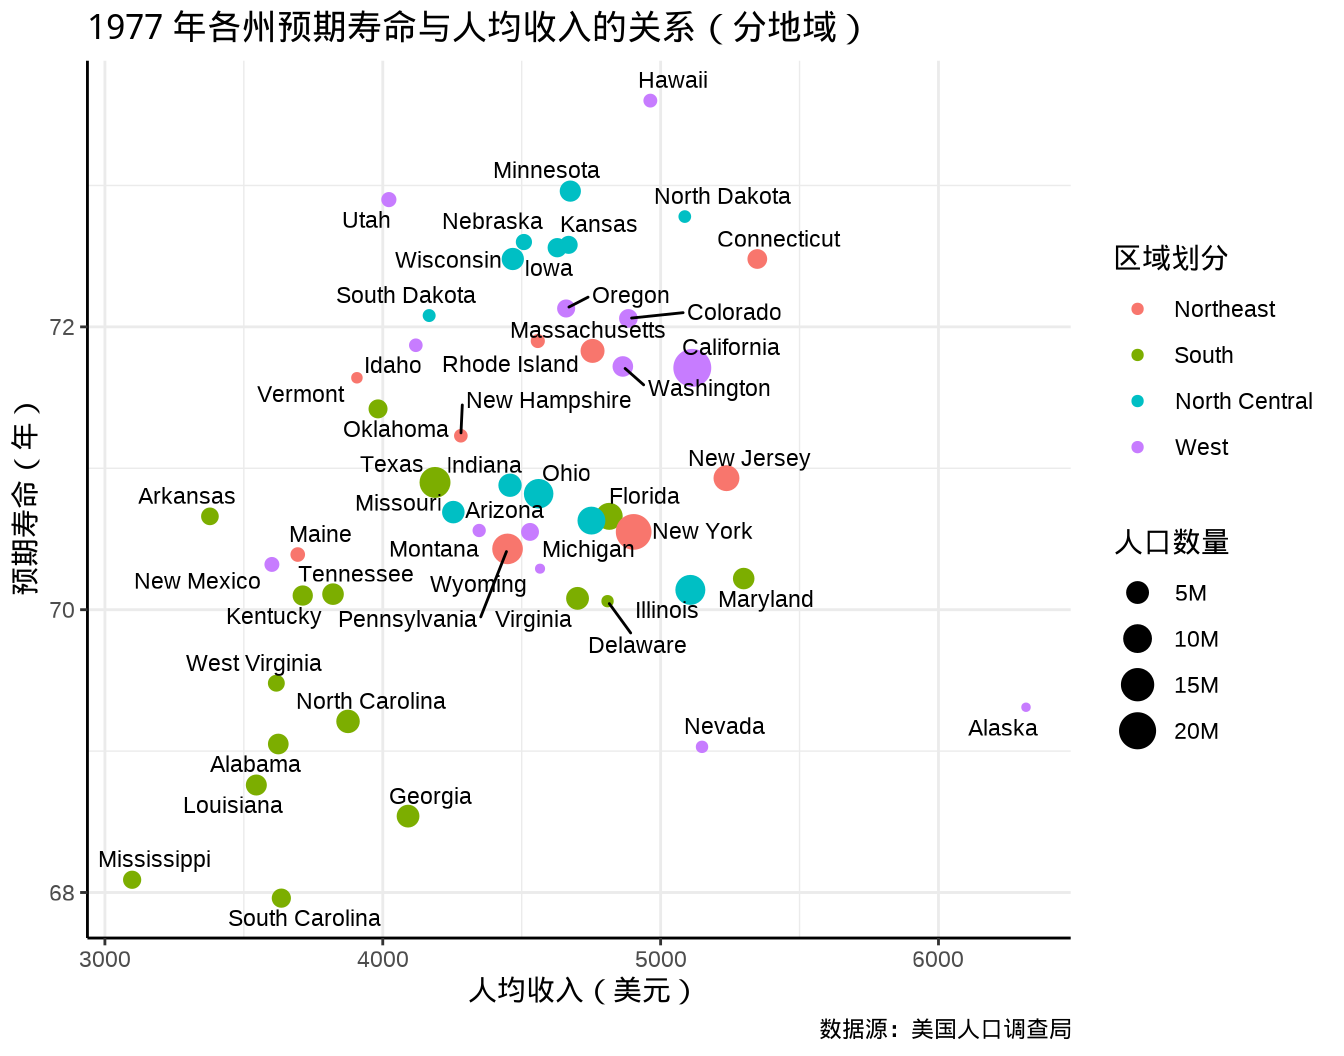 1977 年各州预期寿命与人均收入的关系（分地域）
Hawaii
Minnesota
Utah
North Dakota
Nebraska
Kansas
Connecticut
Wisconsin
Iowa
South Dakota
Oregon
Colorado
Massachusetts
California
Idaho
Rhode Island
Washington
Vermont
New Hampshire
Oklahoma
Texas
Indiana
Ohio
New Jersey
Arkansas
Missouri
Arizona
Florida
Maine
Montana
Michigan
New York
New Mexico
Tennessee
Wyoming
Kentucky
Pennsylvania
Virginia
Illinois
Maryland
Delaware
West Virginia
North Carolina
Nevada
Alaska
Alabama
Louisiana
Georgia
Mississippi
South Carolina
72
70
68
预期寿命（年）
3000
4000
5000
6000
人均收入（美元）
区域划分
Northeast
South
North Central
West
人口数量
5M
10M
15M
20M
数据源: 美国人口调查局